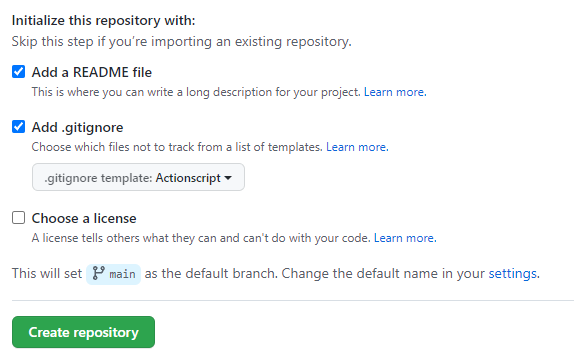 Initialize this repository with:
Skip this step if you're importing an existing repository.
Add a README file
This is where you can write a long description for your project. Learn more.
Add .gitignore
Choose which files not to track from a list of templates. Learn more.
.gitignore template: Actionscript
Choose a license
A license tells others what they can and can't do with your code. Learn more.
This will set main as the default branch. Change the default name in your settings.
Create repository